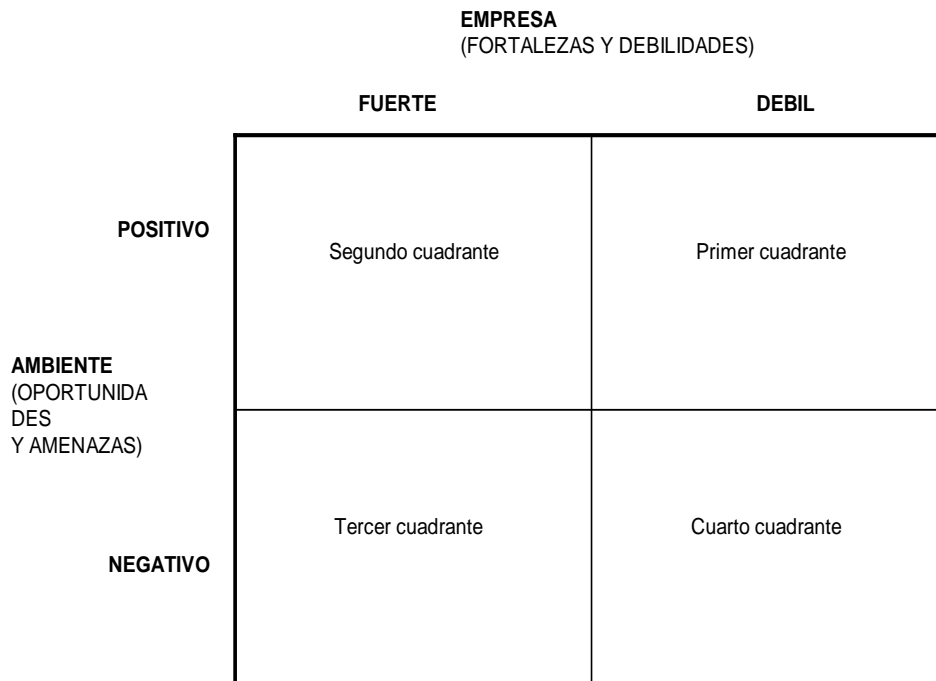 EMPRESA
(FORTALEZAS Y DEBILIDADES)
FUERTE DEBIL
POSITIVO
Segundo cuadrante Primer cuadrante
AMBIENTE
(OPORTUNIDA
DES
Y AMENAZAS)
Tercer cuadrante Cuarto cuadrante
NEGATIVO